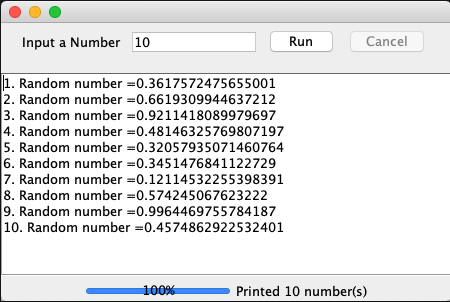 Input a Number 10 Run Cancel
1. Random number =0.3617572475655001
2. Random number =0.6619309944637212
3. Random number =0.9211418089979697
4. Random number =0.48146325769807197
5. Random number =0.32057935071460764
6. Random number =0.3451476841122729
7. Random number =0.12114532255398391
8. Random number =0.574245067623222
9. Random number =0.9964469755784187
10. Random number =0.4574862922532401
100% Printed 10 number(s)